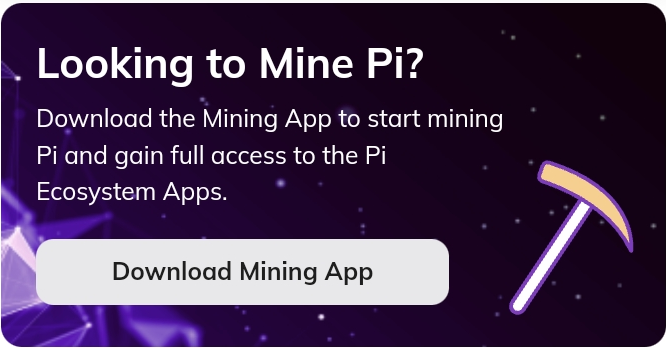 Looking to Mine Pi?
Download the Mining App to start mining
Pi and gain full access to the Pi
Ecosystem Apps.
Download Mining App